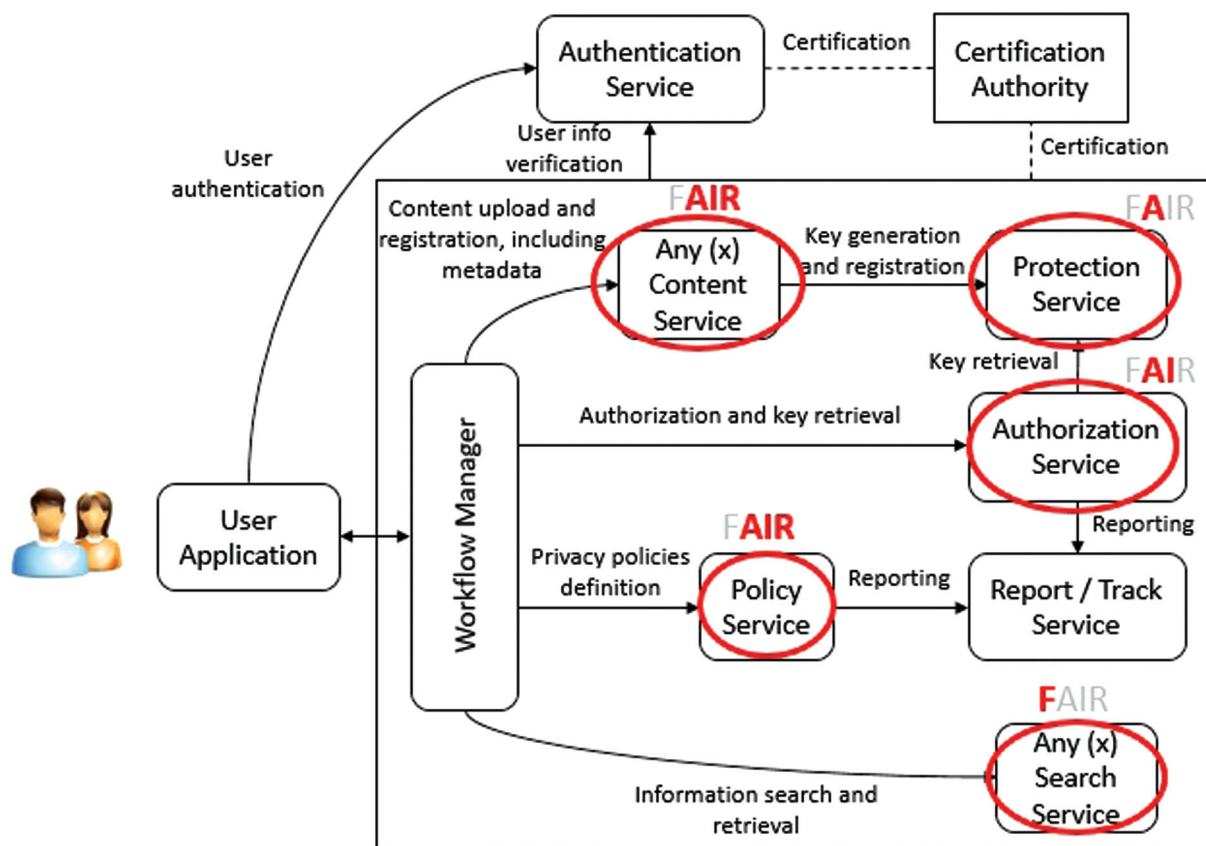 Authentication
Service
Certification
Certification
Authority
User info
verification
Certification
User
authentication
Content upload and
registration, including
metadata
FAIR
Any (x)
Content
Service
Key generation
and registration
FAIR
Protection
Service
Key retrieval
FAIR
Authorization and key retrieval
Authorization
Service
Workflow Manager
User
Application
Reporting
Privacy policies
definition
FAIR
Policy
Service
Reporting
Report / Track
Service
FAIR
Any (x)
Search
Service
Information search and
retrieval